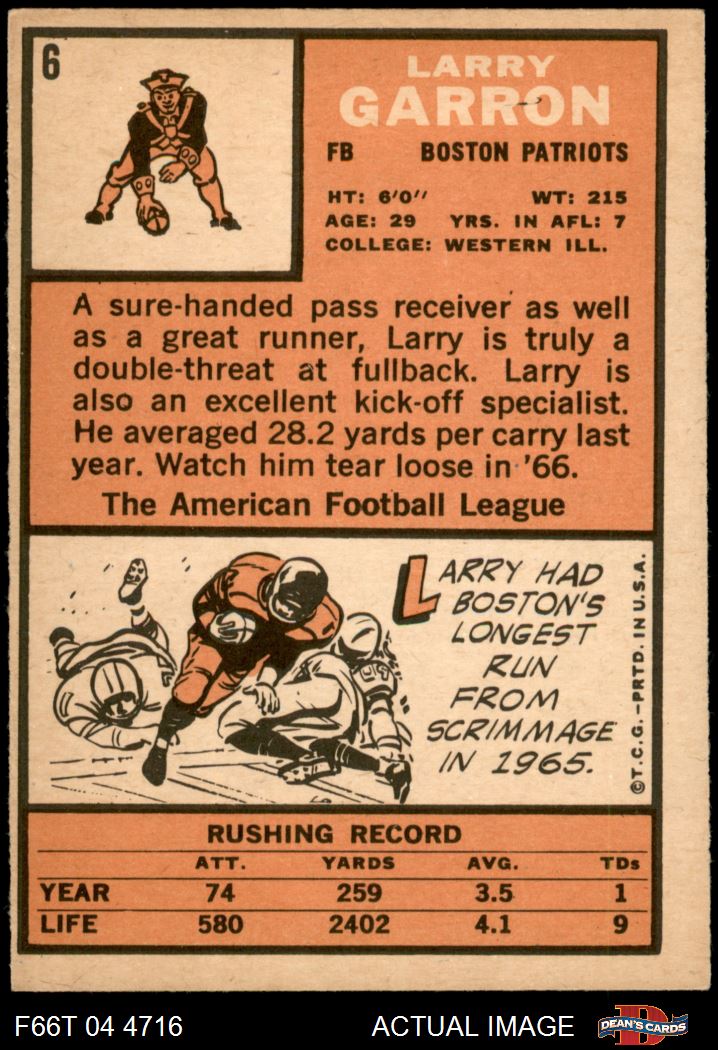 6
LARRY
GARRON
FB BOSTON PATRIOTS
HT: 6'0" WT: 215
AGE: 29 YRS. IN AFL: 7
COLLEGE: WESTERN ILL.
A sure-handed pass receiver as well
as a great runner, Larry is truly a
double-threat at fullback. Larry is
also an excellent kick-off specialist.
He averaged 28.2 yards per carry last
year. Watch him tear loose in '66.
The American Football League
LARRY HAD
BOSTON'S
LONGEST
RUN
FROM
SCRIMMAGE
IN 1965.
©T.C.G.—PRTD. IN U.S.A.
49
RUSHING RECORD
ATT. YARDS AVG. TDs
YEAR 74 259 3.5 1
LIFE 580 2402 4.1 9
F66T 04 4716 ACTUAL IMAGE D DEAN'S CARDS